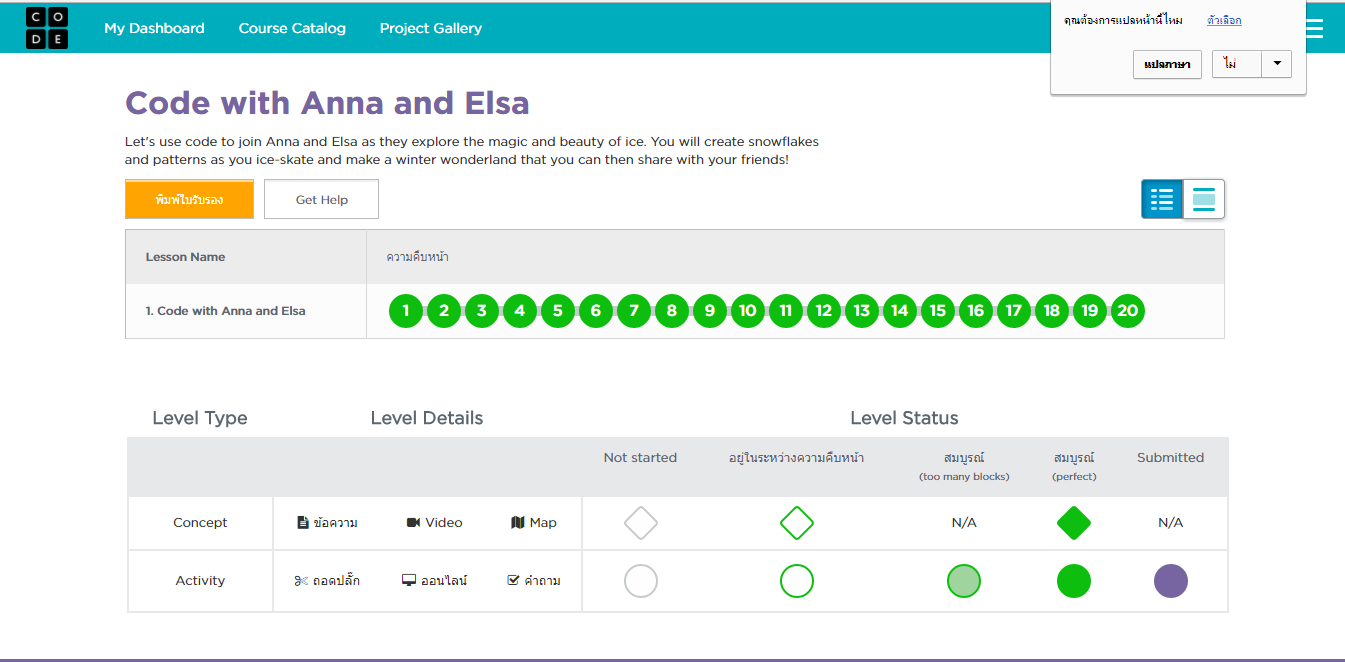 CO
DE
My Dashboard Course Catalog Project Gallery
คุณต้องการแปลหน้านี้ไหม ตัวเลือก
แปลภาษา ไม่
Code with Anna and Elsa
Let's use code to join Anna and Elsa as they explore the magic and beauty of ice. You will create snowflakes
and patterns as you ice-skate and make a winter wonderland that you can then share with your friends!
พิมพ์ใบรับรอง Get Help
Lesson Name ความคืบหน้า
1. Code with Anna and Elsa 1 2 3 4 5 6 7 8 9 10 11 12 13 14 15 16 17 18 19 20
Level Type Level Details Level Status
Not started อยู่ในระหว่างความคืบหน้า สมบูรณ์ สมบูรณ์ Submitted
(too many blocks) (perfect)
Concept ข้อความ Video Map N/A N/A
Activity ถอดปลั๊ก ออนไลน์ คำถาม